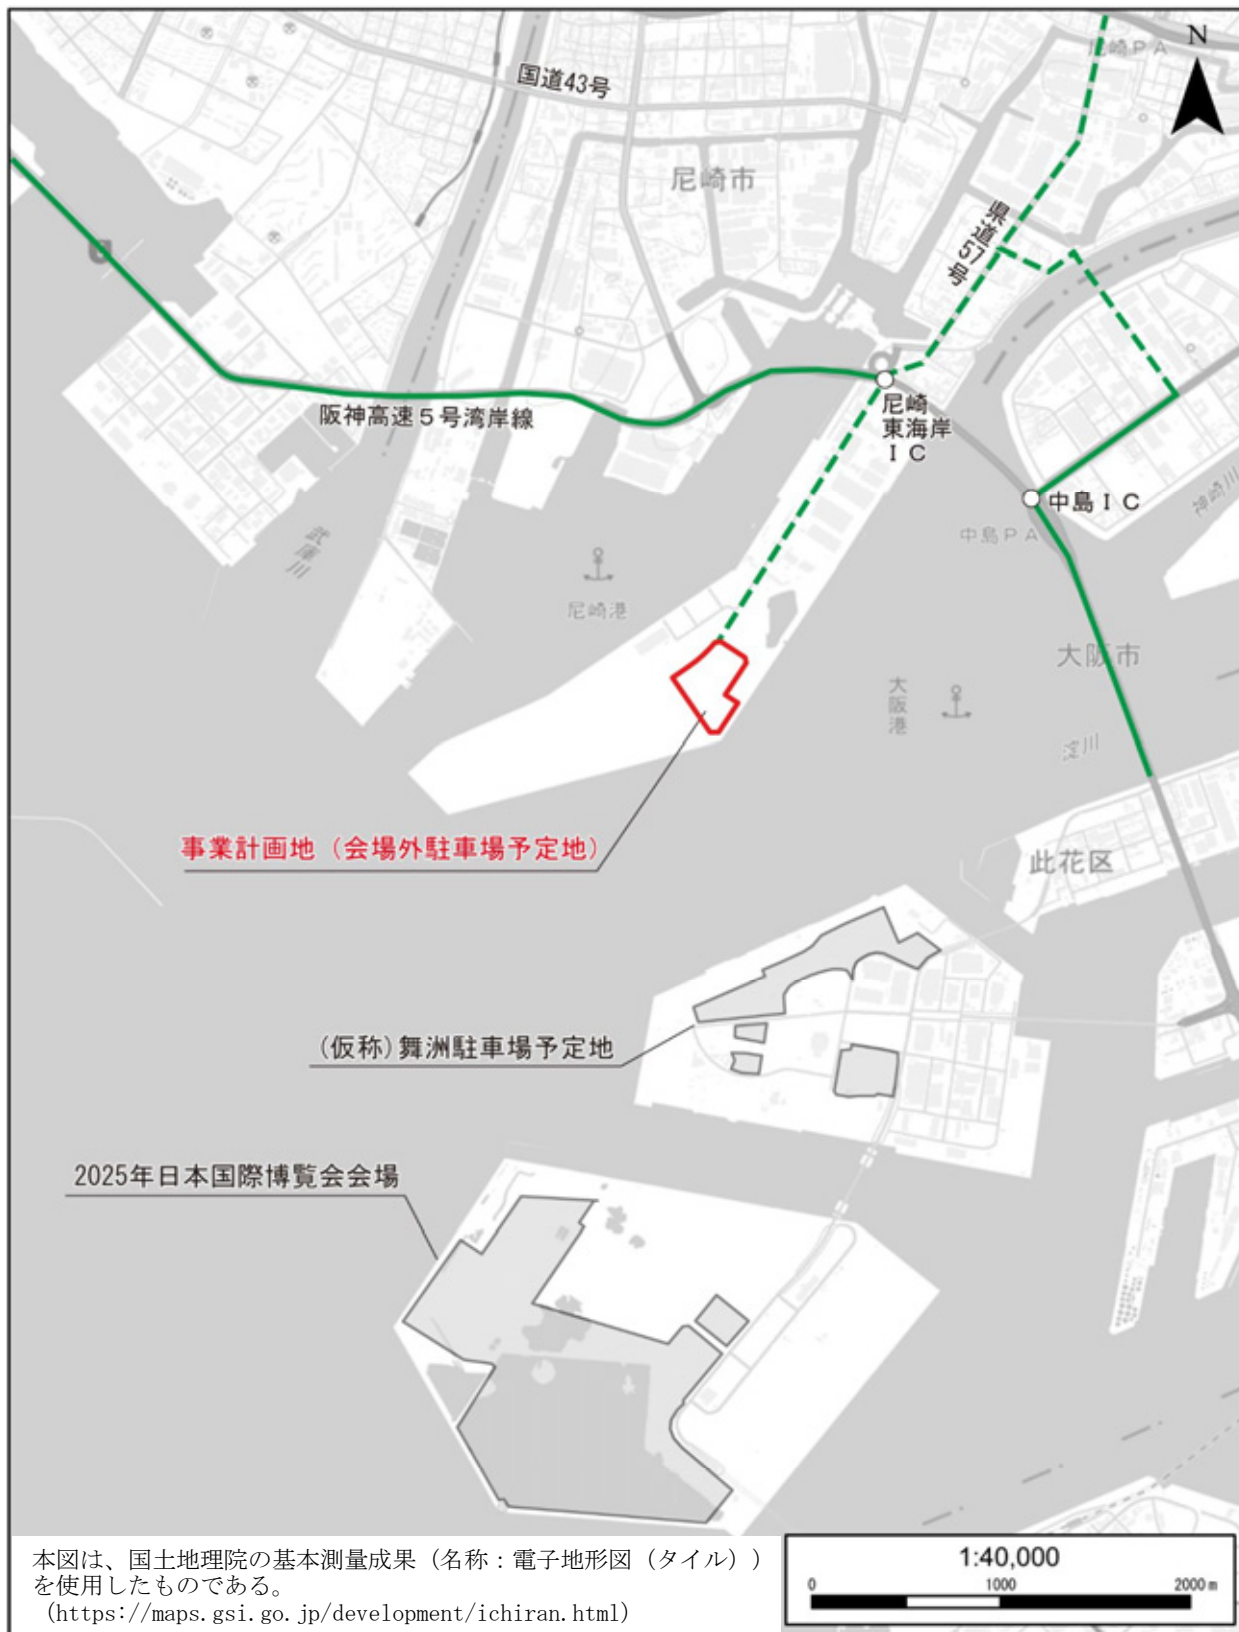 尼崎PA
N
国道43号
尼崎市
県道57号
5
阪神高速5号湾岸線
尼崎
東海岸
IC
中島IC
神崎川
中島PA
武庫川
尼崎港
大阪市
大阪港
淀川
事業計画地（会場外駐車場予定地）
此花区
(仮称)舞洲駐車場予定地
2025年日本国際博覧会会場
本図は、国土地理院の基本測量成果（名称：電子地形図（タイル））
を使用したものである。
（https://maps.gsi.go.jp/development/ichiran.html）
1:40,000
0 1000 2000m